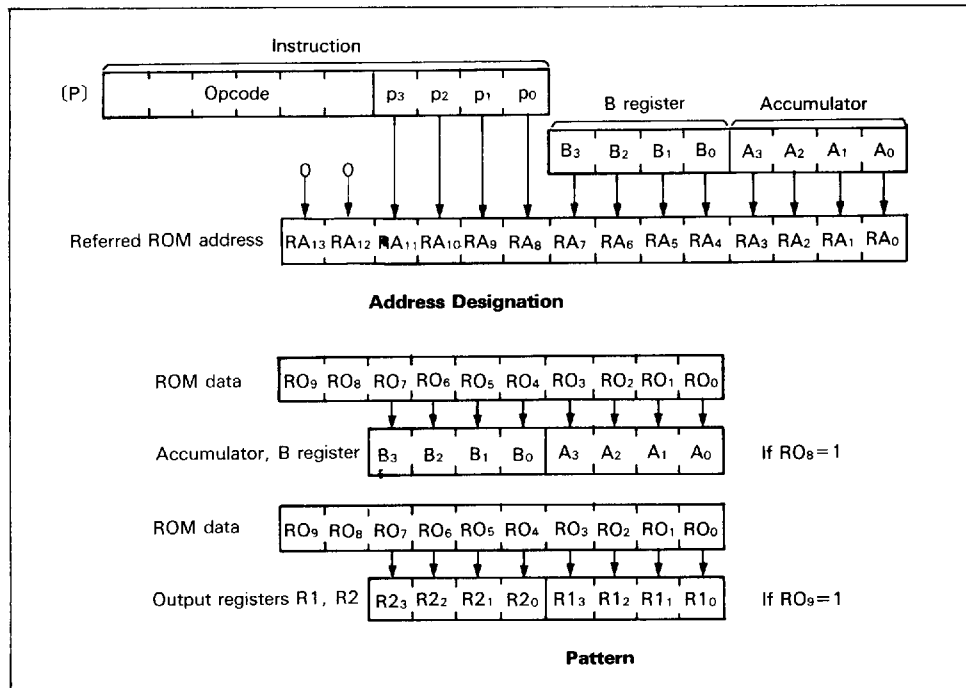 Instruction
[P] Opcode p₃ p₂ p₁ p₀
B register Accumulator
B₃ B₂ B₁ B₀ A₃ A₂ A₁ A₀
0 0
Referred ROM address RA₁₃ RA₁₂ RA₁₁ RA₁₀ RA₉ RA₈ RA₇ RA₆ RA₅ RA₄ RA₃ RA₂ RA₁ RA₀
Address Designation
ROM data RO₉ RO₈ RO₇ RO₆ RO₅ RO₄ RO₃ RO₂ RO₁ RO₀
Accumulator, B register B₃ B₂ B₁ B₀ A₃ A₂ A₁ A₀ If RO₈=1
ROM data RO₉ RO₈ RO₇ RO₆ RO₅ RO₄ RO₃ RO₂ RO₁ RO₀
Output registers R1, R2 R2₃ R2₂ R2₁ R2₀ R1₃ R1₂ R1₁ R1₀ If RO₉=1
Pattern